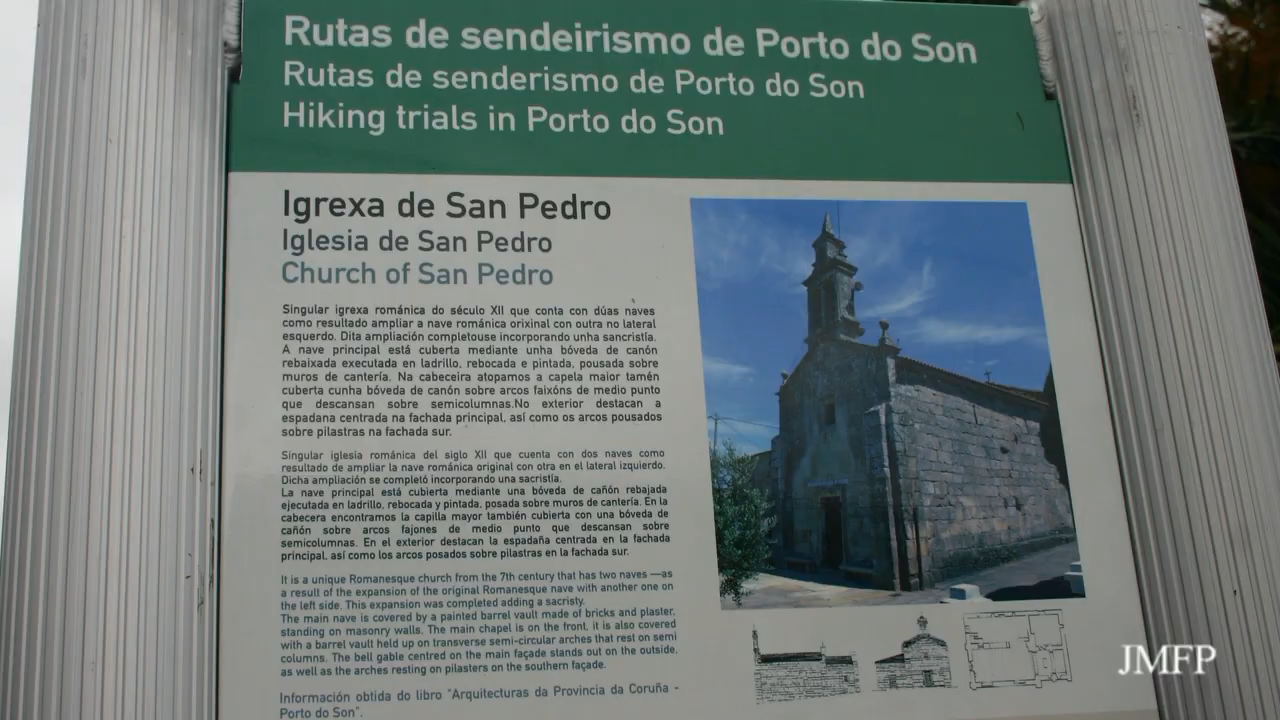 Rutas de sendeirismo de Porto do Son
Rutas de senderismo de Porto do Son
Hiking trials in Porto do Son
Igrexa de San Pedro
Iglesia de San Pedro
Church of San Pedro
Singular igrexa románica do século XII que conta con dúas naves
como resultado ampliar a nave románica orixinal con outra no lateral
esquerdo. Dita ampliación completouse incorporando unha sancristía.
A nave principal está cuberta mediante unha bóveda de canón
rebaixada executada en ladrillo, rebocada e pintada, pousada sobre
muros de cantería. Na cabeceira atopamos a capela maior tamén
cuberta cunha bóveda de canón sobre arcos faixóns de medio punto
que descansan sobre semicolumnas.No exterior destacan a
espadana centrada na fachada principal, así como os arcos pousados
sobre pilastras na fachada sur.
Singular iglesia románica del siglo XII que cuenta con dos naves como
resultado de ampliar la nave románica original con otra en el lateral izquierdo.
Dicha ampliación se completó incorporando una sacristía.
La nave principal está cubierta mediante una bóveda de cañón rebajada
ejecutada en ladrillo, rebocada y pintada, posada sobre muros de cantería. En la
cabecera encontramos la capilla mayor también cubierta con una bóveda de
cañón sobre arcos fajones de medio punto que descansan sobre
semicolumnas. En el exterior destacan la espadaña centrada en la fachada
principal, así como los arcos posados sobre pilastras en la fachada sur.
It is a unique Romanesque church from the 7th century that has two naves —as
a result of the expansion of the original Romanesque nave with another one on
the left side. This expansion was completed adding a sacristy.
The main nave is covered by a painted barrel vault made of bricks and plaster,
standing on masonry walls. The main chapel is on the front, it is also covered
with a barrel vault held up on transverse semi-circular arches that rest on semi
columns. The bell gable centred on the main façade stands out on the outside,
as well as the arches resting on pilasters on the southern façade.
Información obtida do libro "Arquitecturas da Provincia da Coruña -
Porto do Son".
JMFP